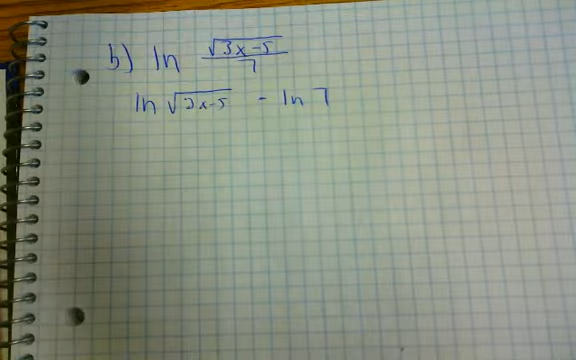 b) ln √(3x-5)/7
ln √(3x-5) - ln 7